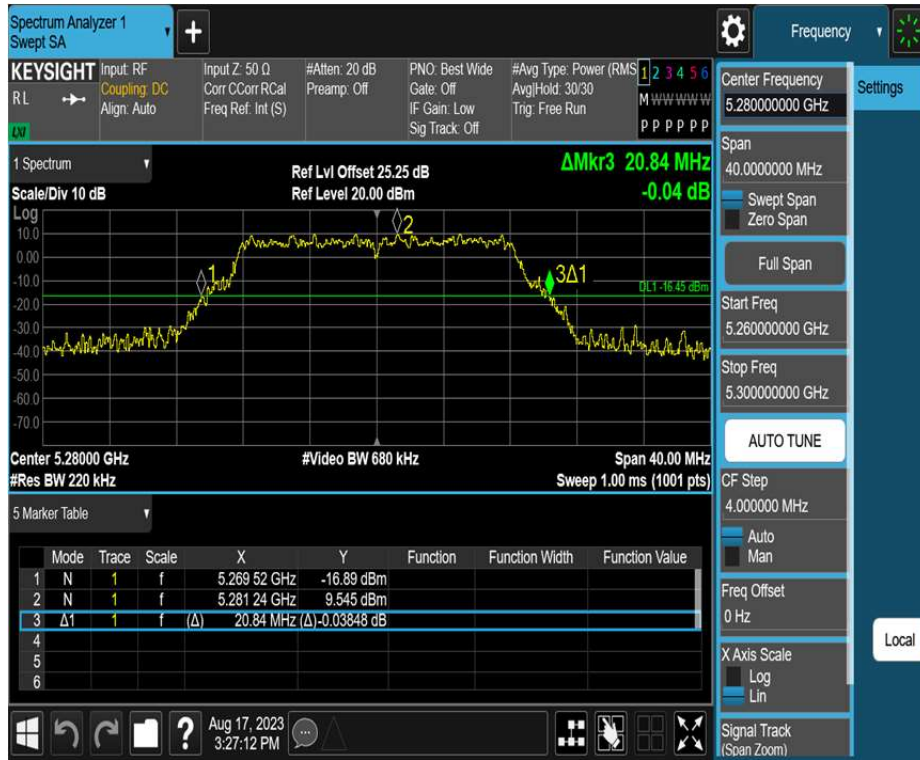 Spectrum Analyzer 1
Swept SA
+
Frequency
KEYSIGHT
RL
LXI
Input: RF
Coupling: DC
Align: Auto
Input Z: 50 Ω
Corr CCorr RCal
Freq Ref: Int (S)
#Atten: 20 dB
Preamp: Off
PNO: Best Wide
Gate: Off
IF Gain: Low
Sig Track: Off
#Avg Type: Power (RMS
Avg|Hold: 30/30
Trig: Free Run
1 2 3 4 5 6
M W W W W W
P P P P P P
1 Spectrum
Scale/Div 10 dB
Ref Lvl Offset 25.25 dB
Ref Level 20.00 dBm
ΔMkr3 20.84 MHz
-0.04 dB
Log
10.0
0.00
-10.0
-20.0
-30.0
-40.0
-50.0
-60.0
-70.0
1
2
3Δ1
DL1 -16.45 dBm
Center 5.28000 GHz
#Res BW 220 kHz
#Video BW 680 kHz
Span 40.00 MHz
Sweep 1.00 ms (1001 pts)
5 Marker Table
Mode Trace Scale X Y Function Function Width Function Value
1 N 1 f 5.269 52 GHz -16.89 dBm
2 N 1 f 5.281 24 GHz 9.545 dBm
3 Δ1 1 f (Δ) 20.84 MHz (Δ) -0.03848 dB
4
5
6
?
Aug 17, 2023
3:27:12 PM
Center Frequency
5.280000000 GHz
Span
40.0000000 MHz
Swept Span
Zero Span
Full Span
Start Freq
5.260000000 GHz
Stop Freq
5.300000000 GHz
AUTO TUNE
CF Step
4.000000 MHz
Auto
Man
Freq Offset
0 Hz
X Axis Scale
Log
Lin
Signal Track
(Span Zoom)
Settings
Local